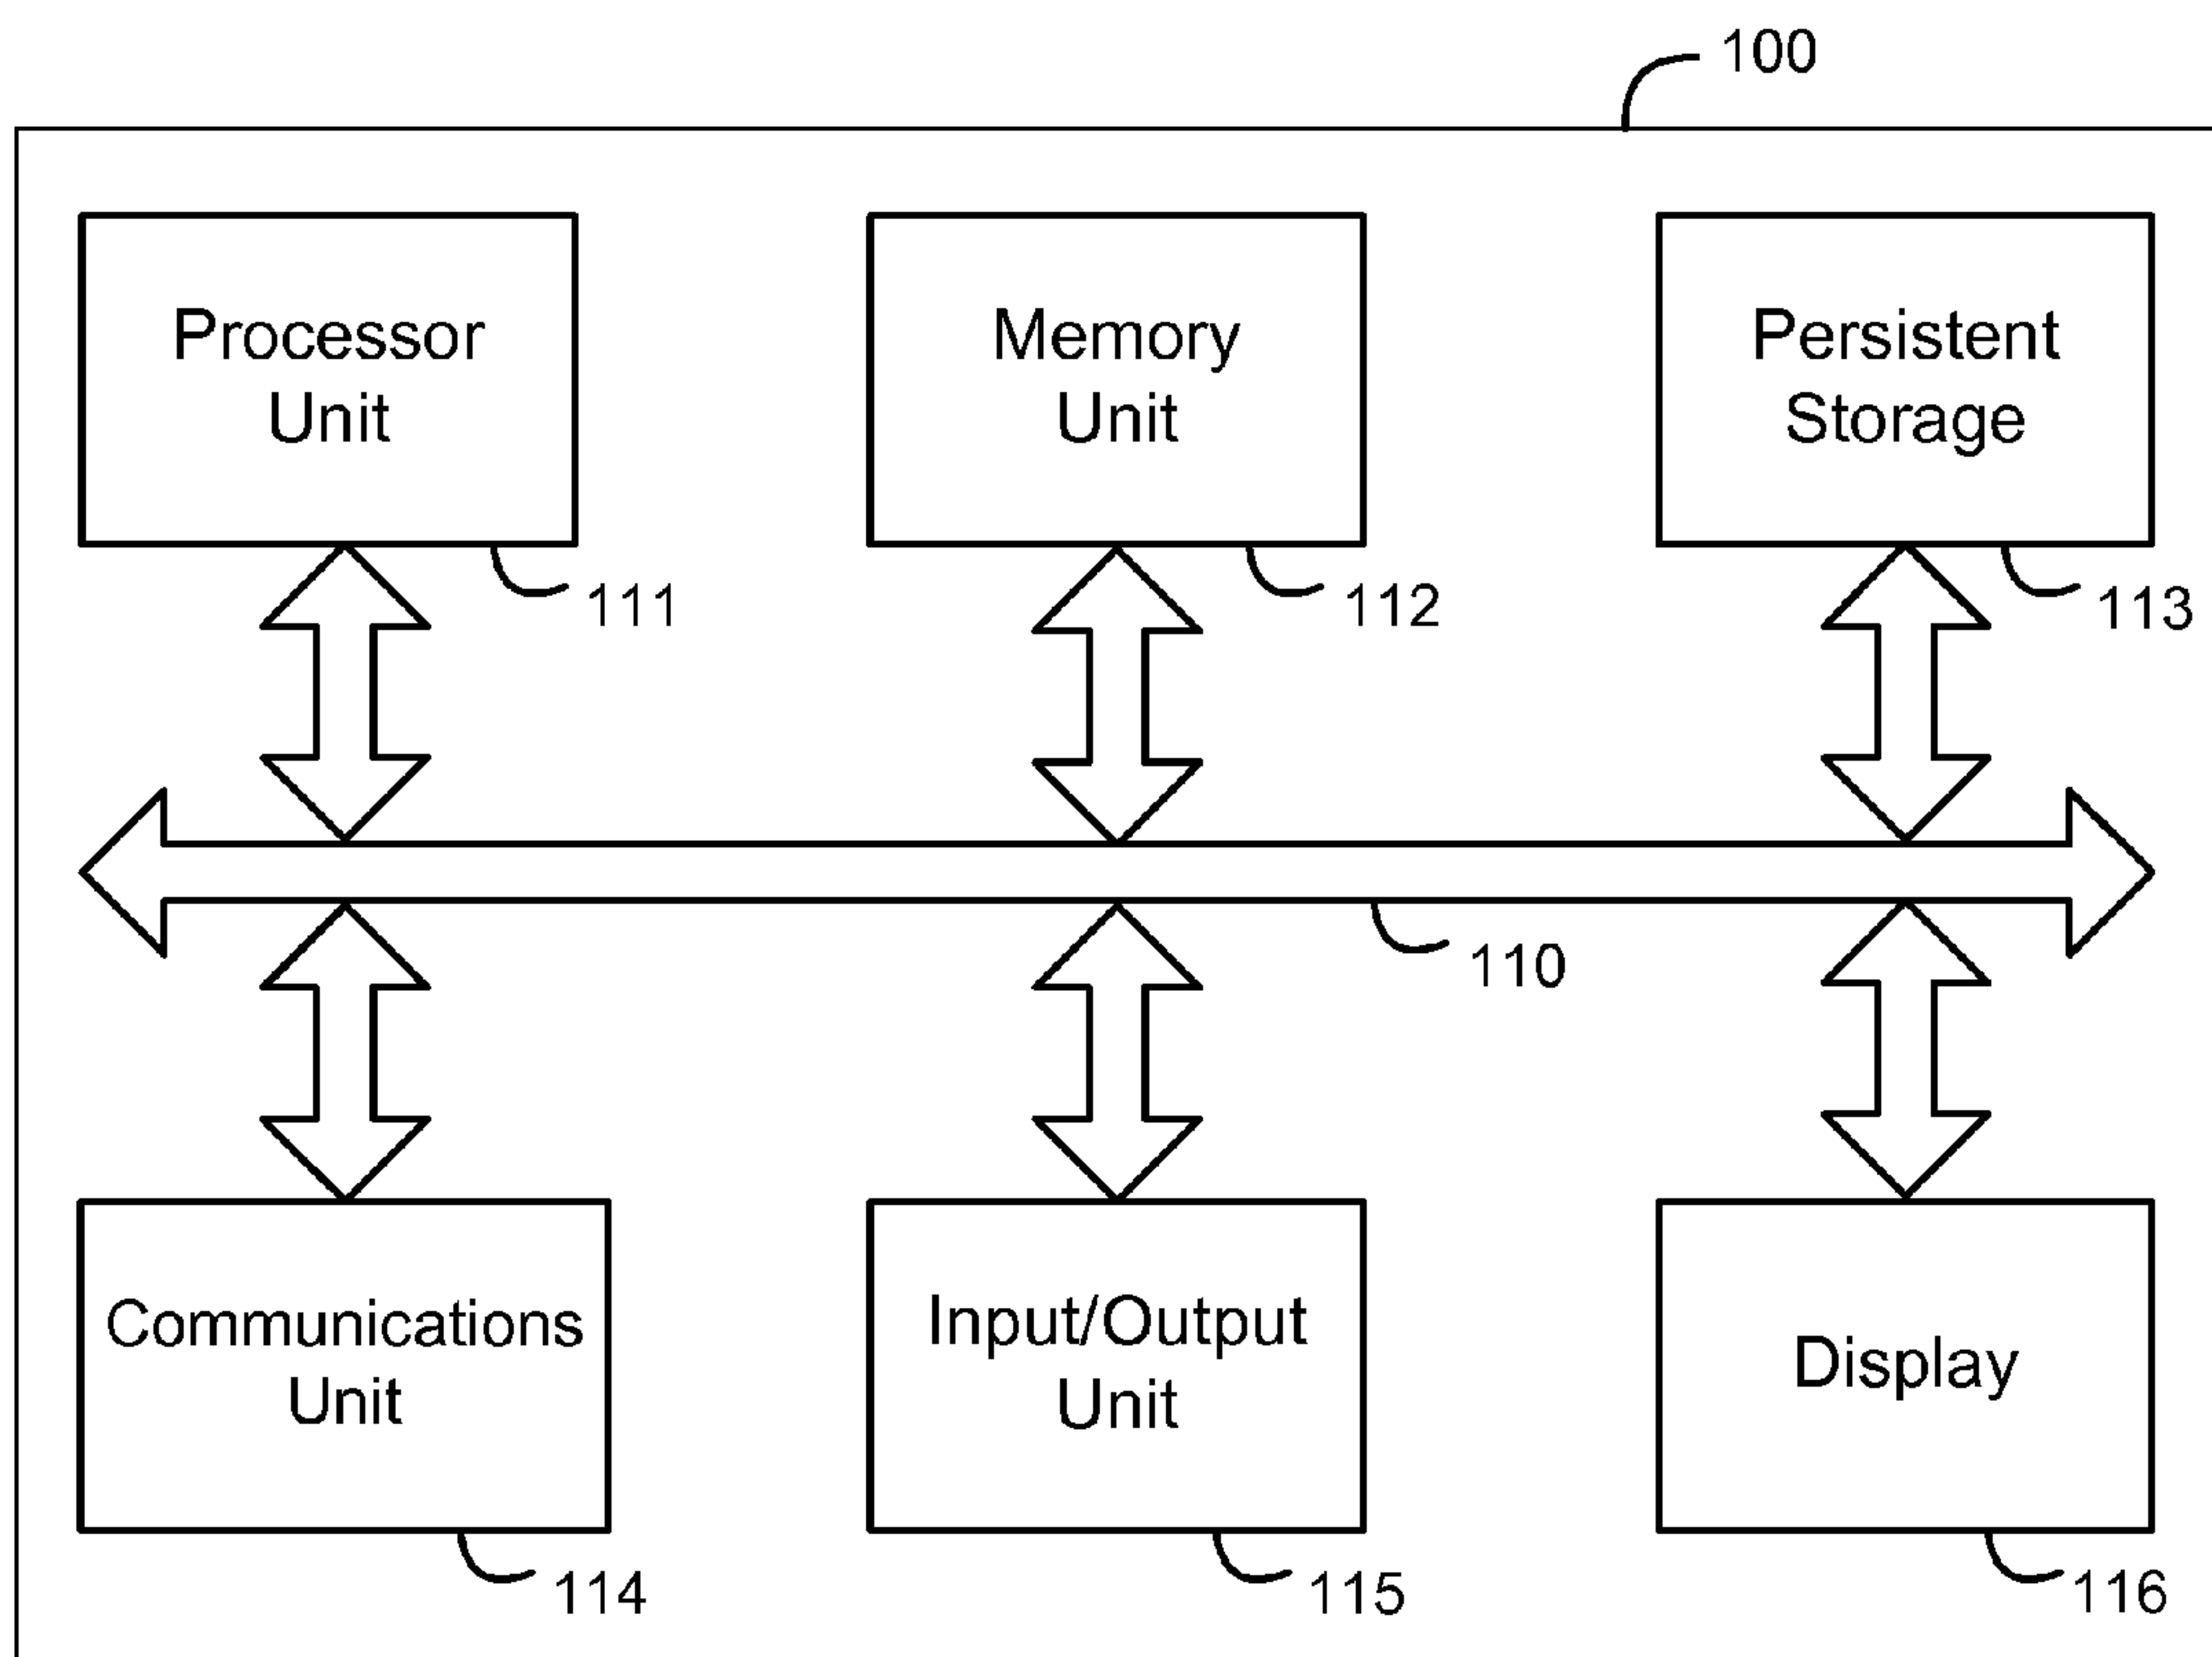 100
Processor
Unit
Memory
Unit
Persistent
Storage
111
112
113
110
Communications
Unit
Input/Output
Unit
Display
114
115
116